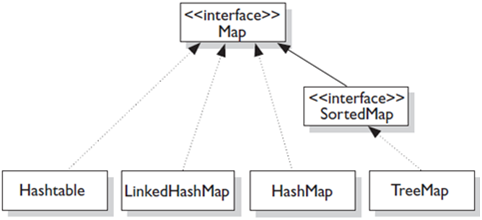 <<interface>>
Map
<<interface>>
SortedMap
Hashtable
LinkedHashMap
HashMap
TreeMap